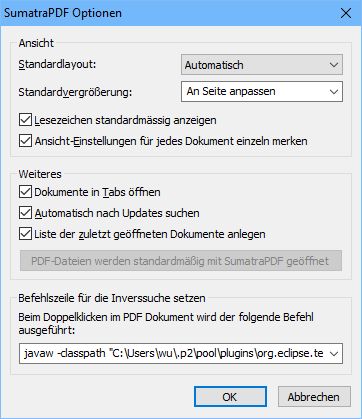 SumatraPDF Optionen
Ansicht
Standardlayout:
Automatisch
Standardvergrößerung:
An Seite anpassen
Lesezeichen standardmässig anzeigen
Ansicht-Einstellungen für jedes Dokument einzeln merken
Weiteres
Dokumente in Tabs öffnen
Automatisch nach Updates suchen
Liste der zuletzt geöffneten Dokumente anlegen
PDF-Dateien werden standardmäßig mit SumatraPDF geöffnet
Befehlszeile für die Inverssuche setzen
Beim Doppelklicken im PDF Dokument wird der folgende Befehl
ausgeführt:
javaw -classpath "C:\Users\wu\.p2\pool\plugins\org.eclipse.te
OK
Abbrechen